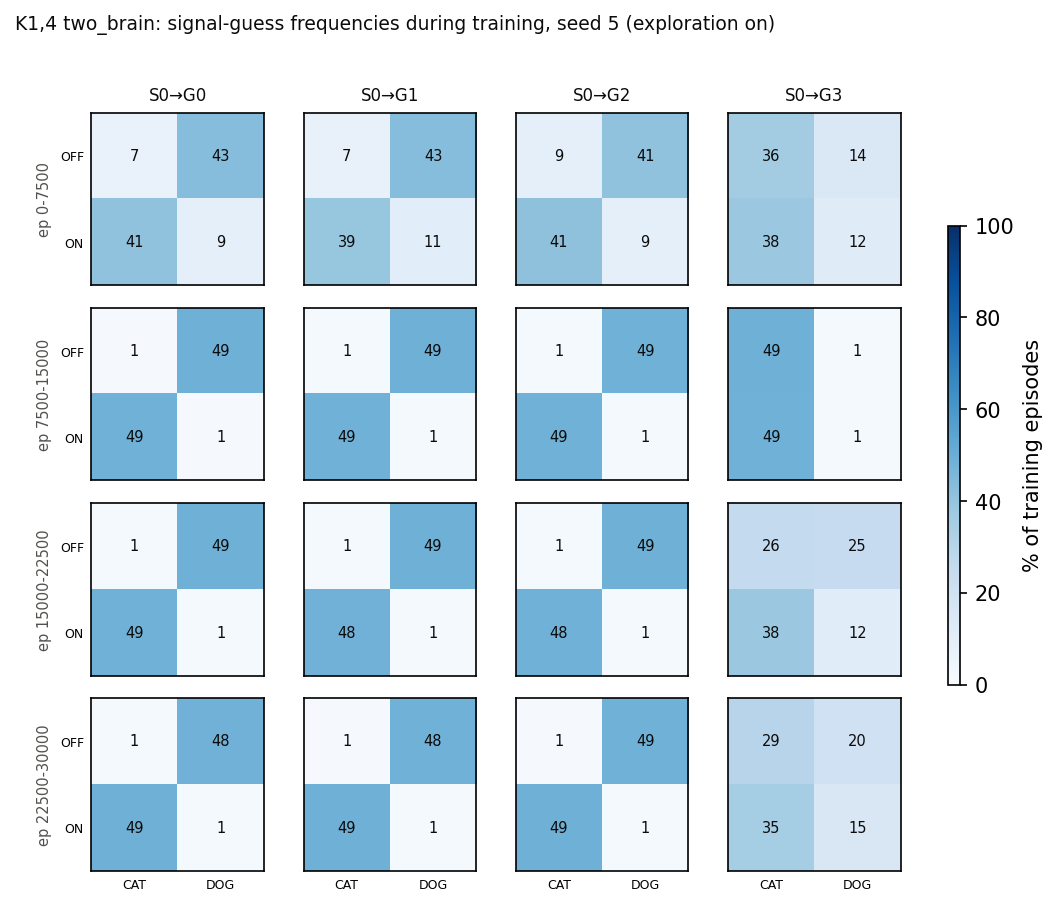 K1,4 two_brain: signal-guess frequencies during training, seed 5 (exploration on)
S0→G0 S0→G1 S0→G2 S0→G3
ep 0-7500
OFF 7 43 7 43 9 41 36 14
ON 41 9 39 11 41 9 38 12
ep 7500-15000
OFF 1 49 1 49 1 49 49 1
ON 49 1 49 1 49 1 49 1
ep 15000-22500
OFF 1 49 1 49 1 49 26 25
ON 49 1 48 1 48 1 38 12
ep 22500-30000
OFF 1 48 1 48 1 49 29 20
ON 49 1 49 1 49 1 35 15
CAT DOG CAT DOG CAT DOG CAT DOG
100
80
60
40
20
0
% of training episodes